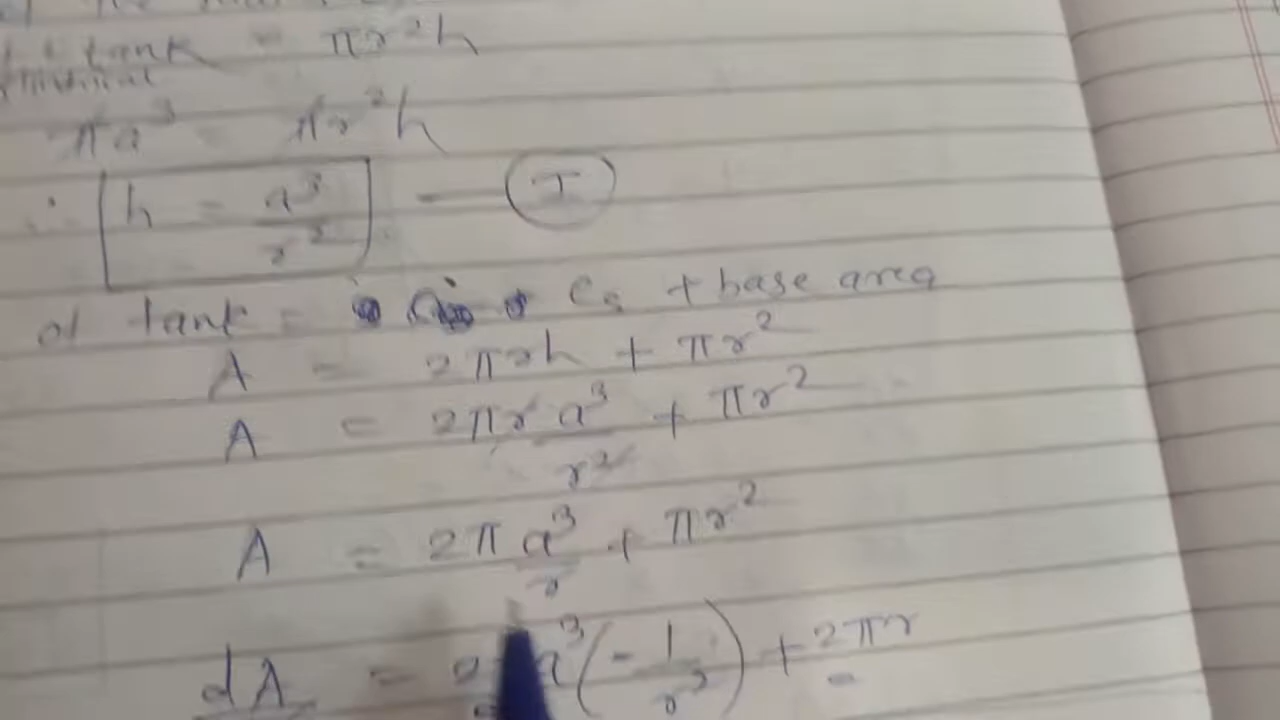 tank = πr²h
πa³ = πr²h
∴ h = a³/r² — I
of tank = Cs + base area
A = 2πrh + πr²
A = 2πr a³/r² + πr²
A = 2π a³/r + πr²
dA = a³(-1/r²) + 2πr